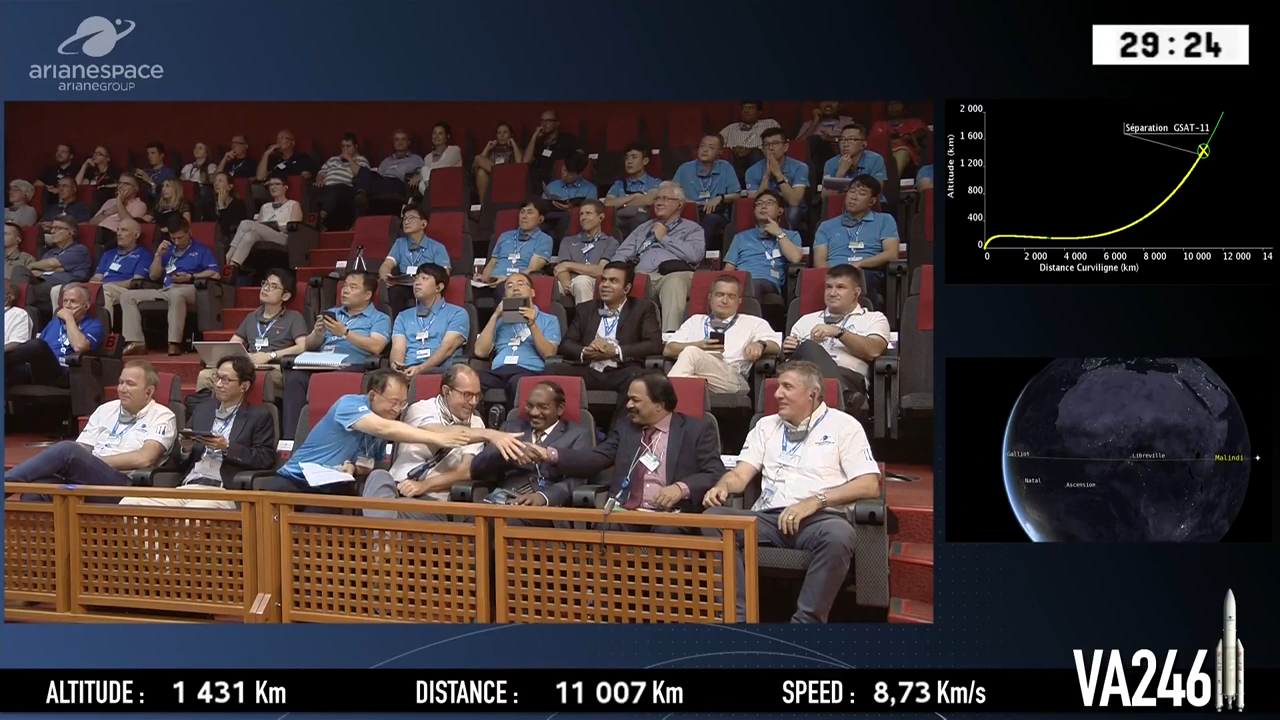 arianespace
arianeGROUP
29:24
2 000
1 600
1 200
800
400
0
Altitude (km)
Séparation GSAT-11
0
2 000
4 000
6 000
8 000
10 000
12 000
14
Distance Curviligne (km)
Galliot
Libreville
Malindi
Natal
Ascension
VA246
ALTITUDE : 1 431 Km
DISTANCE : 11 007 Km
SPEED : 8,73 Km/s